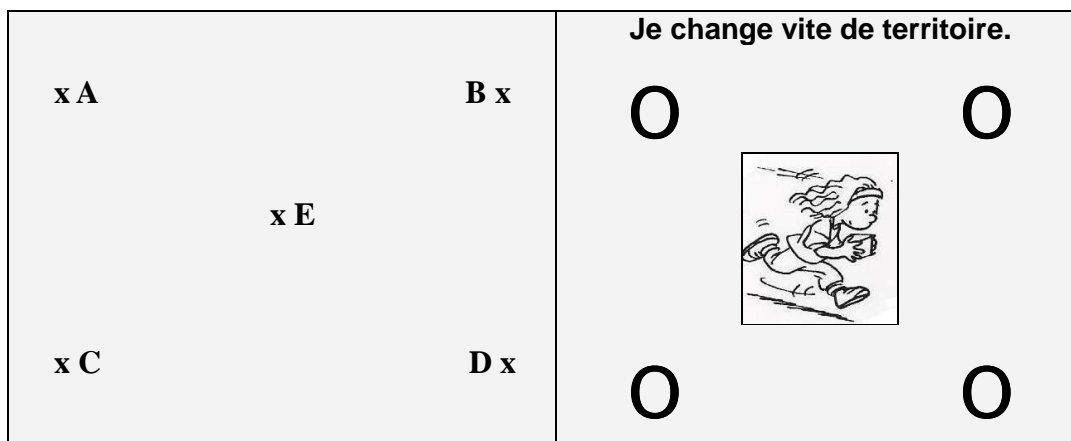 x A B x
x E
x C D x
Je change vite de territoire.
O O
O O